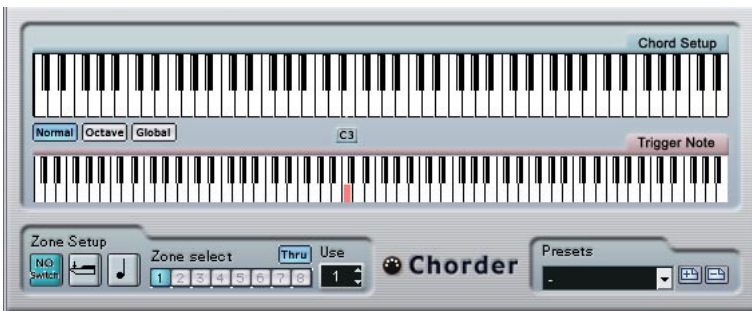 Chord Setup
Normal Octave Global
C3
Trigger Note
Zone Setup
NO Switch
Zone select Thru Use
1 2 3 4 5 6 7 8 1
Chorder
Presets
-